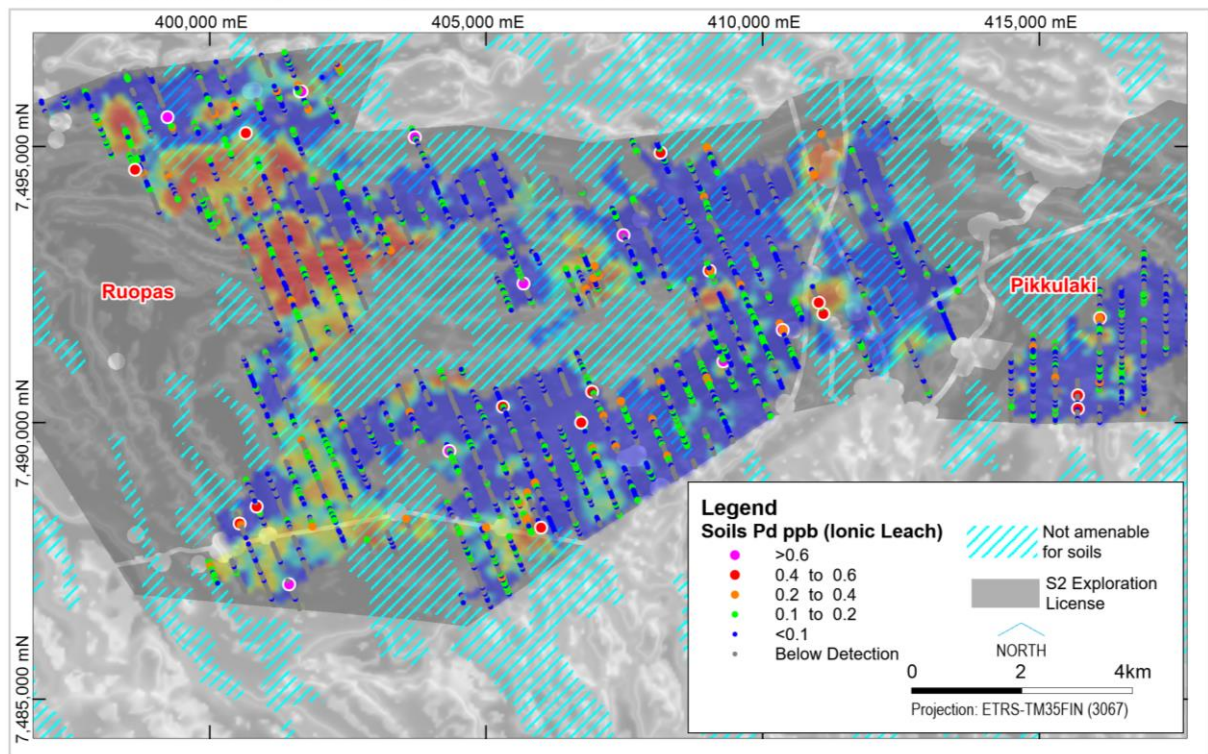 400,000 mE
405,000 mE
410,000 mE
415,000 mE
7,495,000 mN
7,490,000 mN
7,485,000 mN
Ruopas
Pikkulaki
Legend
Soils Pd ppb (Ionic Leach)
>0.6
0.4 to 0.6
0.2 to 0.4
0.1 to 0.2
<0.1
Below Detection
Not amenable
for soils
S2 Exploration
License
NORTH
0 2 4km
Projection: ETRS-TM35FIN (3067)